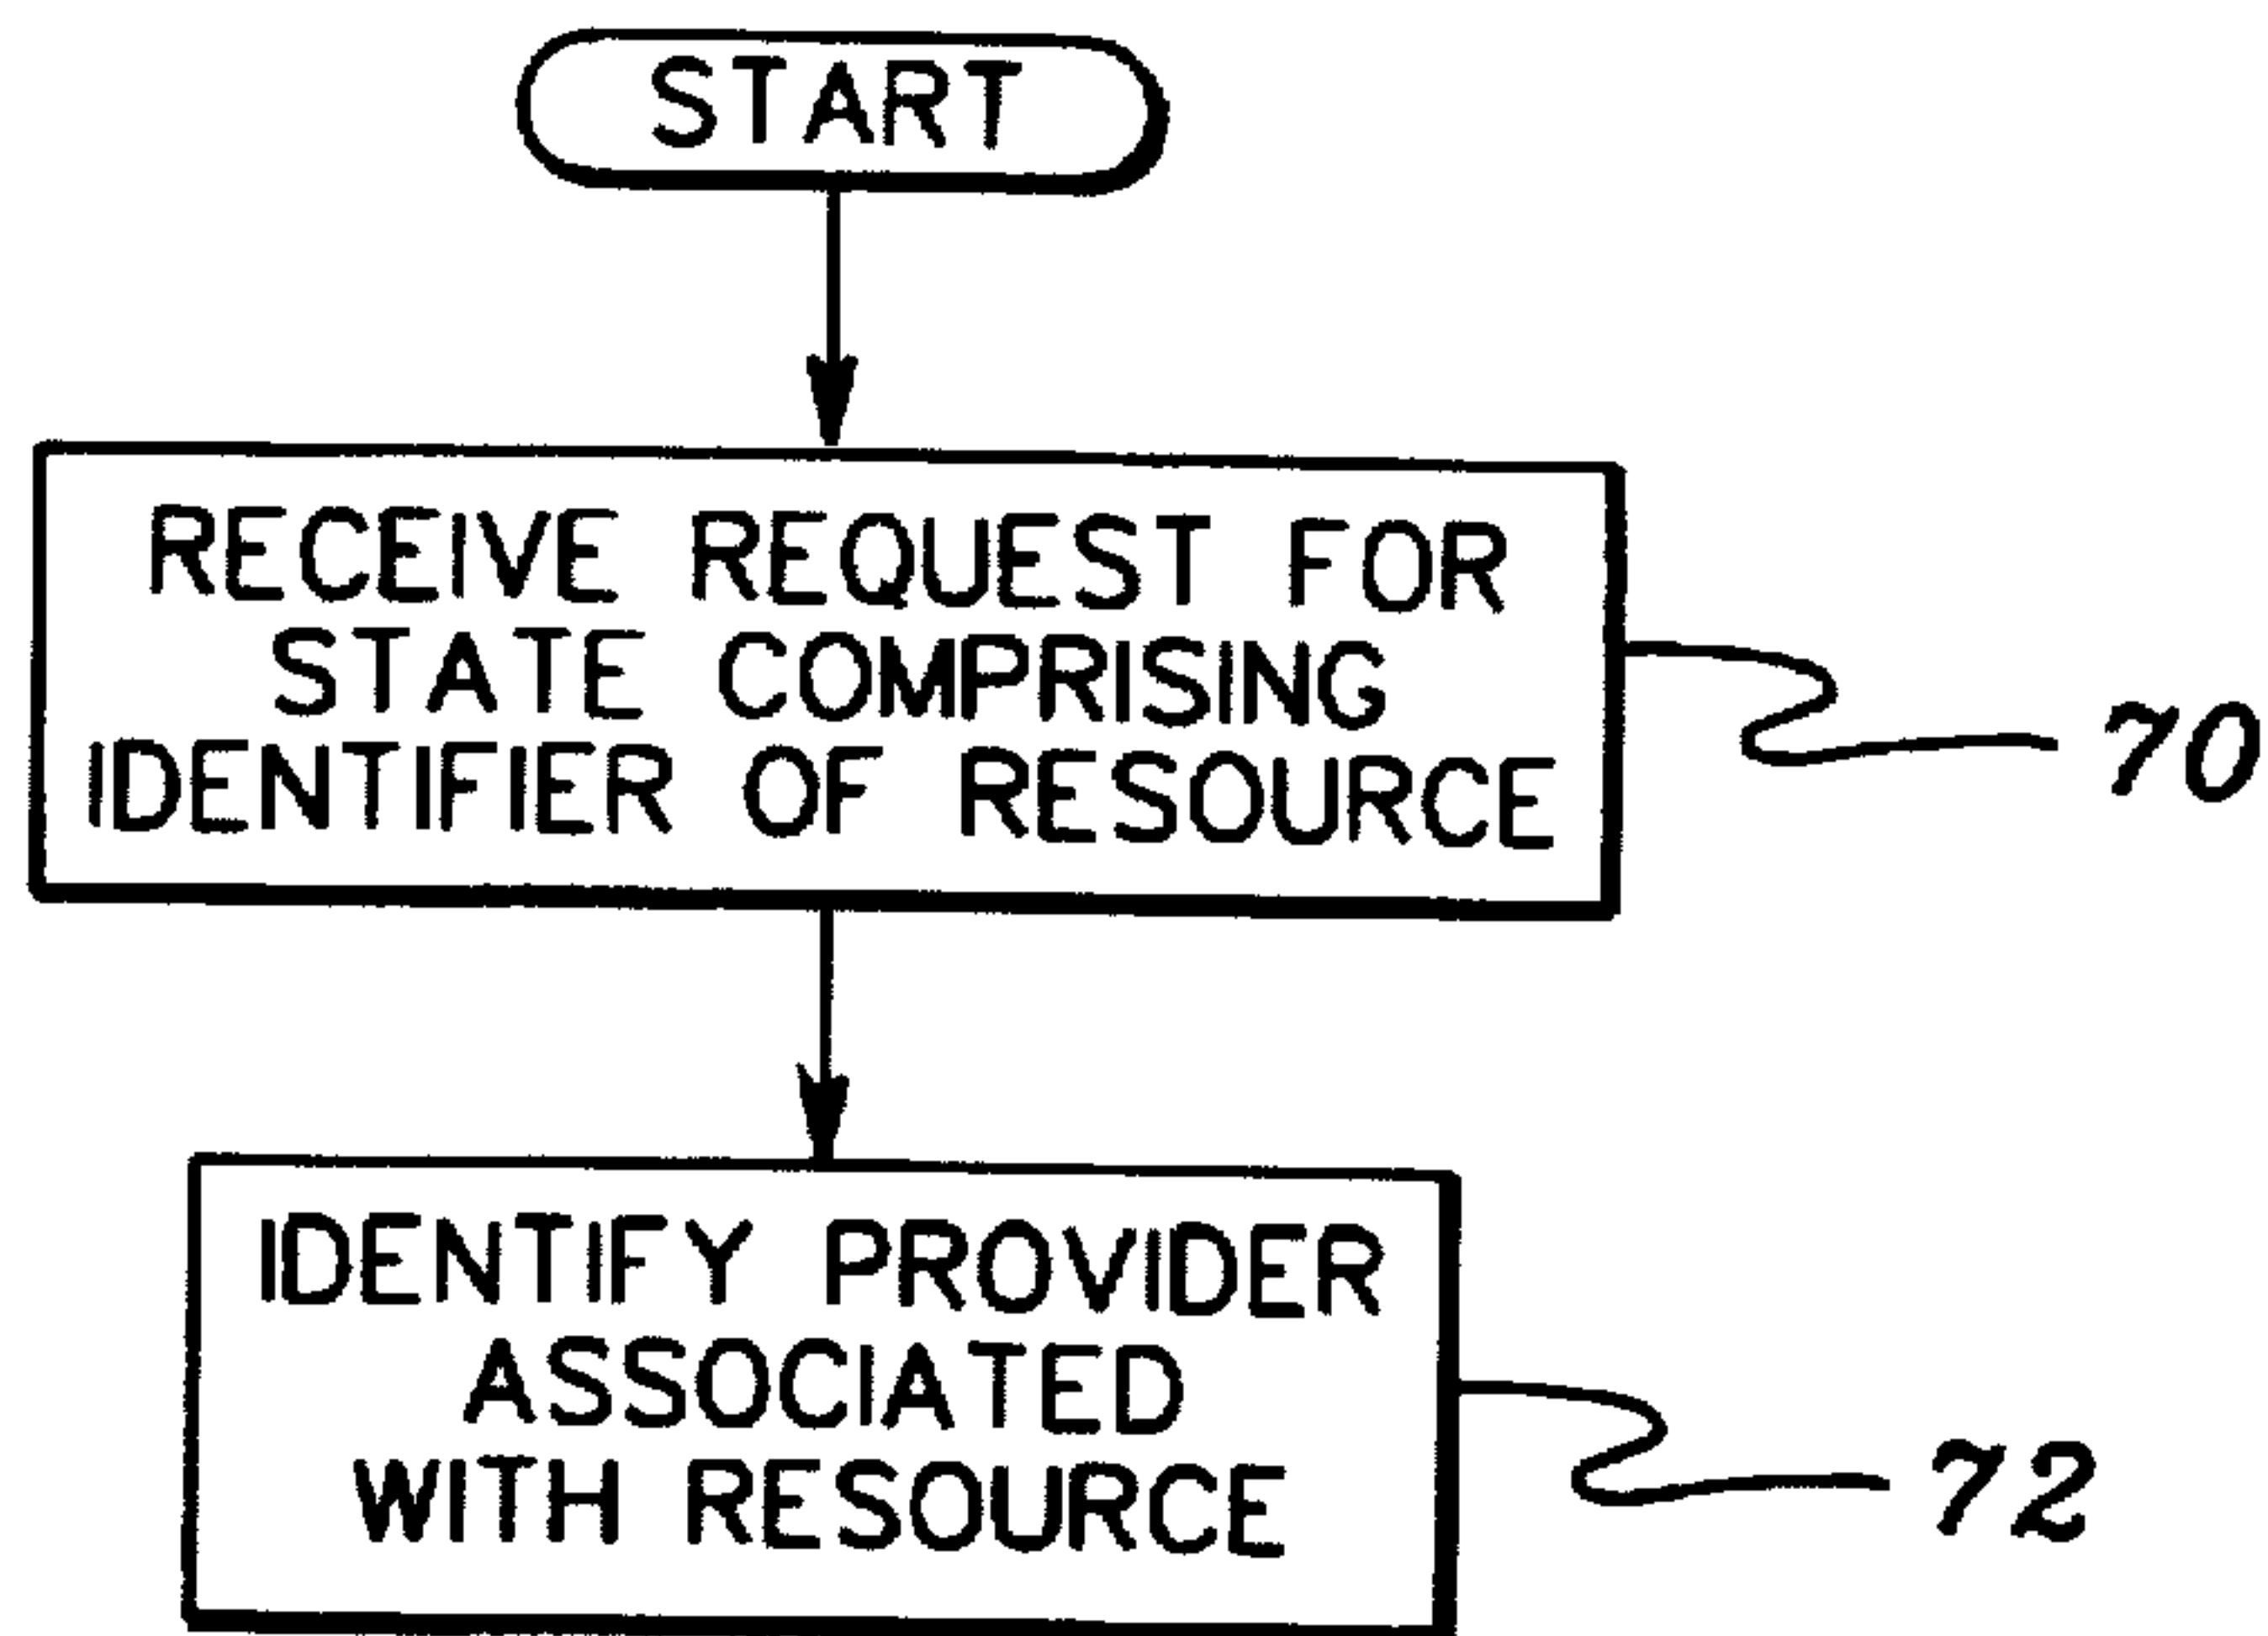 START
RECEIVE REQUEST FOR
STATE COMPRISING
IDENTIFIER OF RESOURCE
70
IDENTIFY PROVIDER
ASSOCIATED
WITH RESOURCE
72